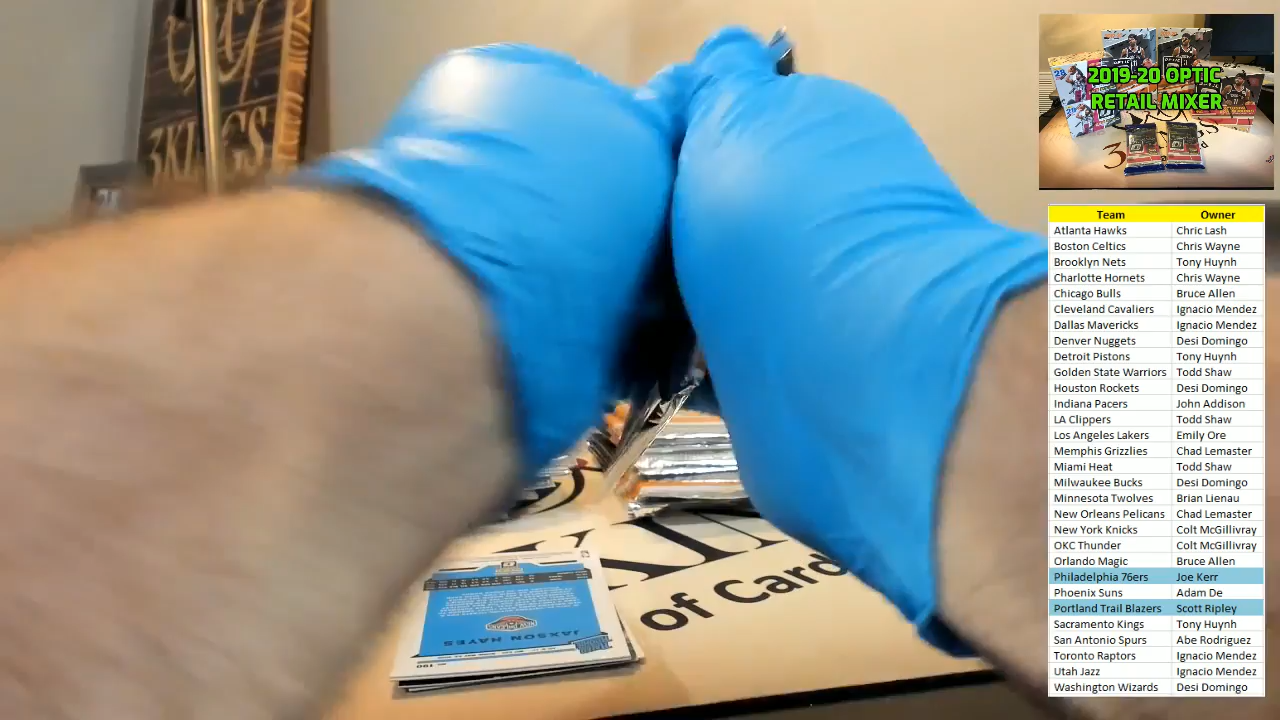 3KINGS
2019-20 OPTIC
RETAIL MIXER
Team Owner
Atlanta Hawks Chric Lash
Boston Celtics Chris Wayne
Brooklyn Nets Tony Huynh
Charlotte Hornets Chris Wayne
Chicago Bulls Bruce Allen
Cleveland Cavaliers Ignacio Mendez
Dallas Mavericks Ignacio Mendez
Denver Nuggets Desi Domingo
Detroit Pistons Tony Huynh
Golden State Warriors Todd Shaw
Houston Rockets Desi Domingo
Indiana Pacers John Addison
LA Clippers Todd Shaw
Los Angeles Lakers Emily Ore
Memphis Grizzlies Chad Lemaster
Miami Heat Todd Shaw
Milwaukee Bucks Desi Domingo
Minnesota Twolves Brian Lienau
New Orleans Pelicans Chad Lemaster
New York Knicks Colt McGillivray
OKC Thunder Colt McGillivray
Orlando Magic Bruce Allen
Philadelphia 76ers Joe Kerr
Phoenix Suns Adam De
Portland Trail Blazers Scott Ripley
Sacramento Kings Tony Huynh
San Antonio Spurs Abe Rodriguez
Toronto Raptors Ignacio Mendez
Utah Jazz Ignacio Mendez
Washington Wizards Desi Domingo
of Card
JAXSON HAYES
190